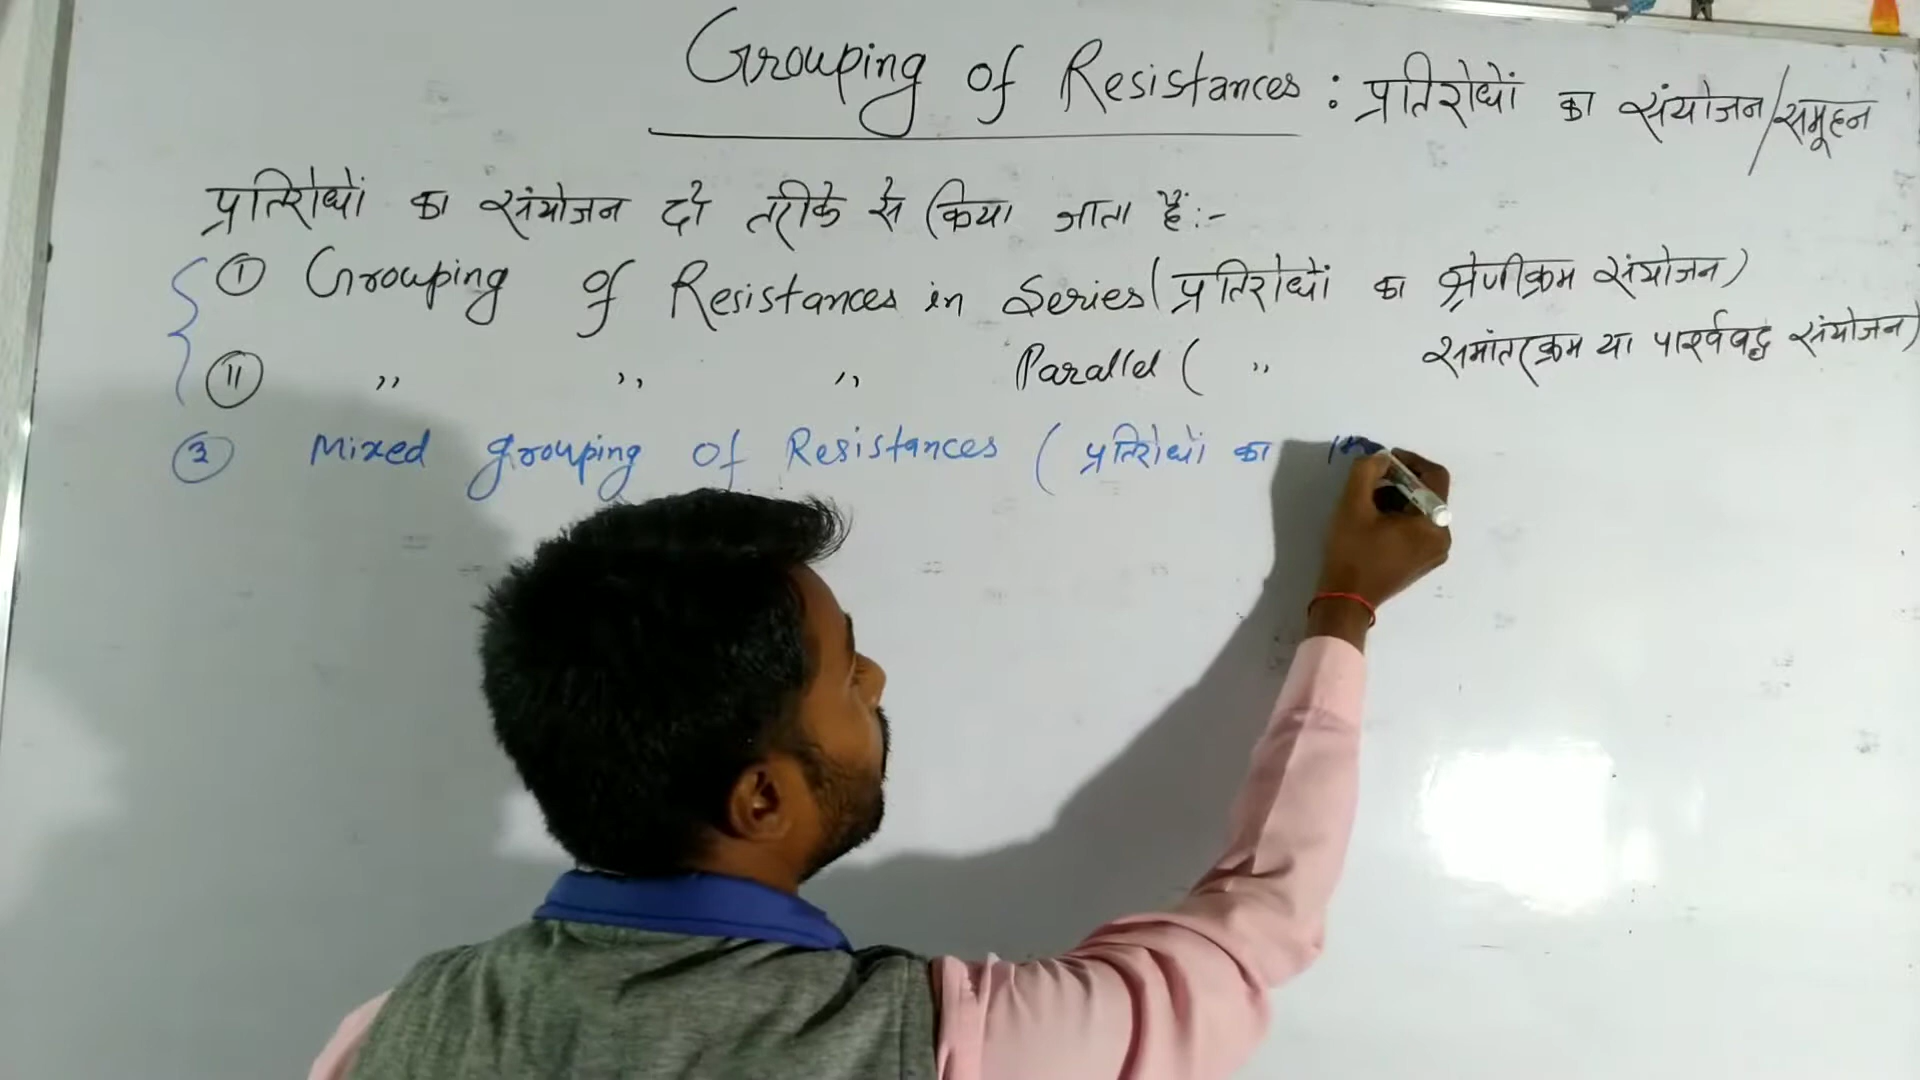 Grouping of Resistances : प्रतिरोधों का संयोजन/समूहन
प्रतिरोधों का संयोजन दो तरीके से किया जाता हैं:-
① Grouping of Resistances in Series (प्रतिरोधों का श्रेणीक्रम संयोजन)
⑪ ,, ,, ,, Parallel ( ,, समांतरक्रम या पार्श्वबद्ध संयोजन)
③ Mixed grouping of Resistances ( प्रतिरोधों का